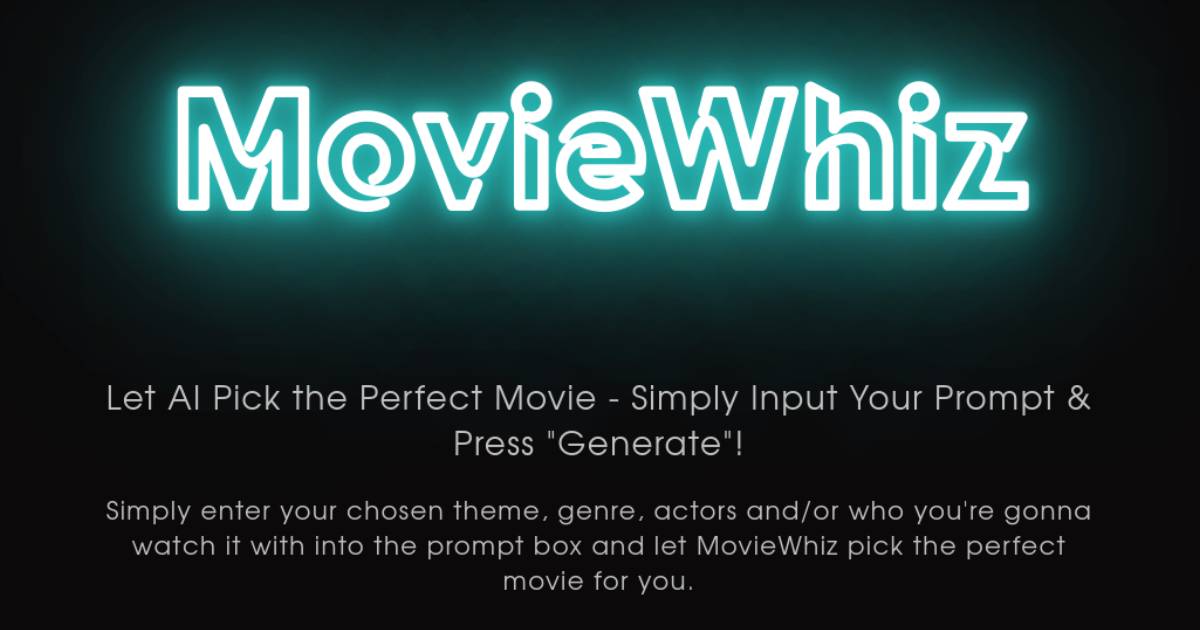 MovieWhiz
Let AI Pick the Perfect Movie - Simply Input Your Prompt &
Press "Generate"!
Simply enter your chosen theme, genre, actors and/or who you're gonna
watch it with into the prompt box and let MovieWhiz pick the perfect
movie for you.